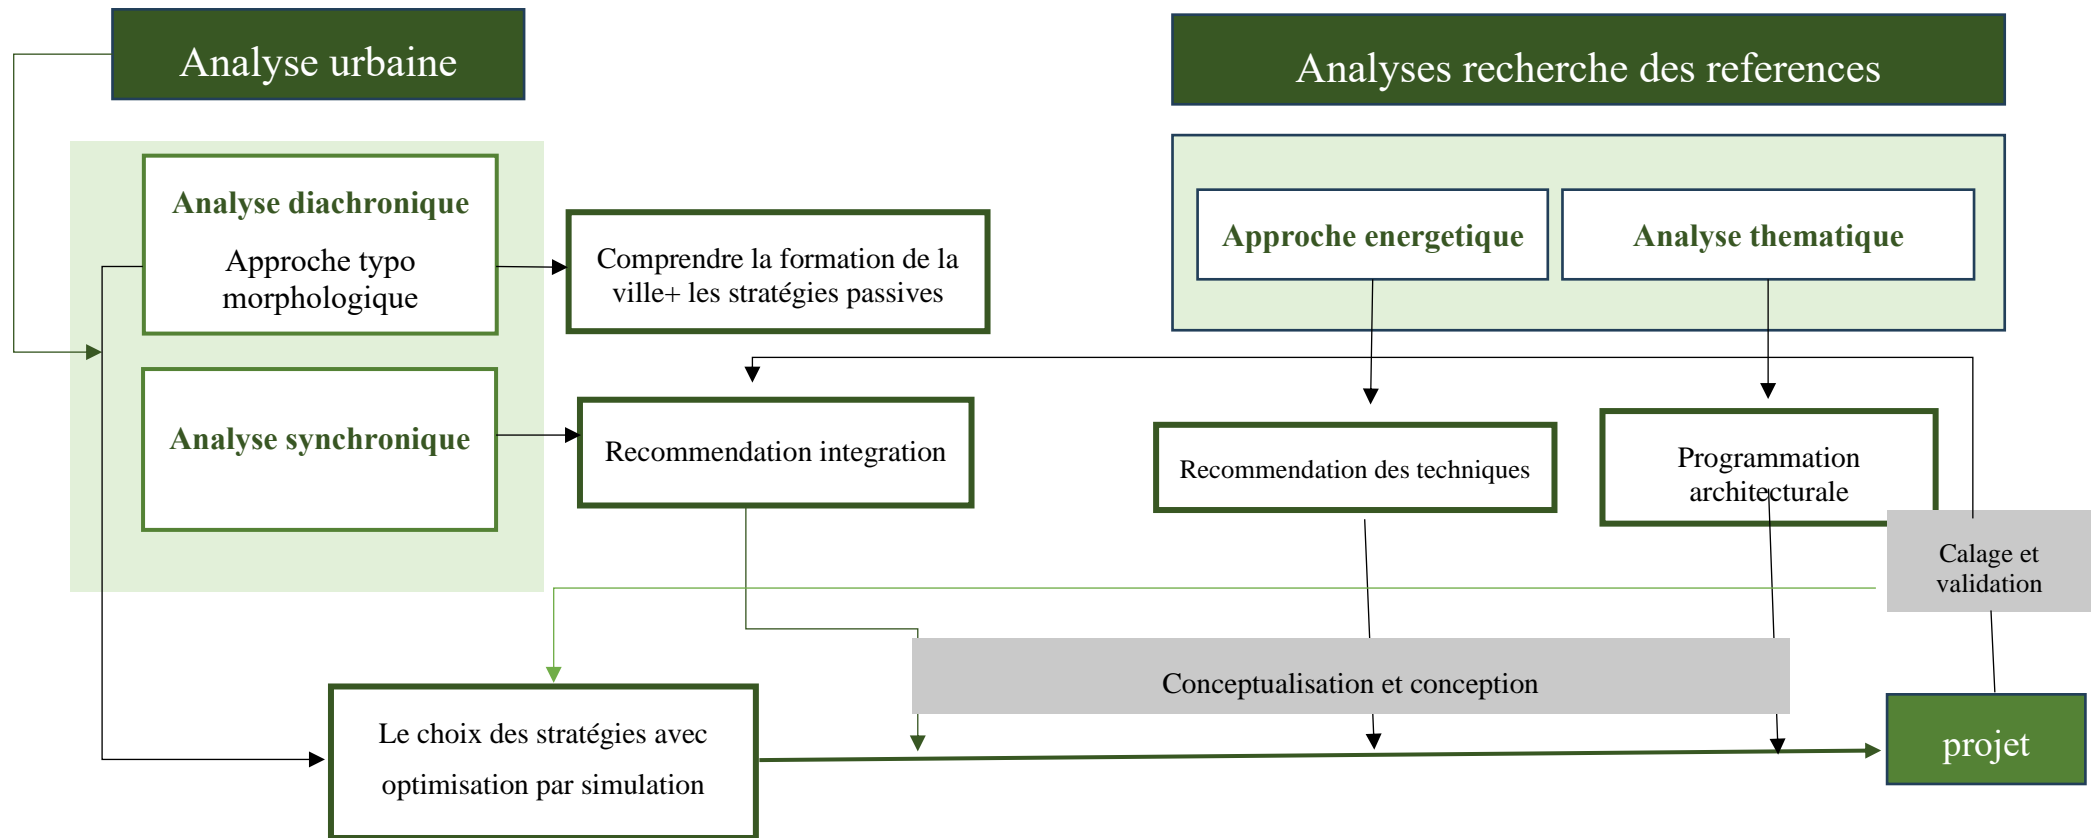 Analyse urbaine
Analyses recherche des references
Analyse diachronique
Approche typo
morphologique
Comprendre la formation de la
ville+ les stratégies passives
Approche energetique
Analyse thematique
Analyse synchronique
Recommendation integration
Recommendation des techniques
Programmation
architecturale
Calage et
validation
Conceptualisation et conception
Le choix des stratégies avec
optimisation par simulation
projet